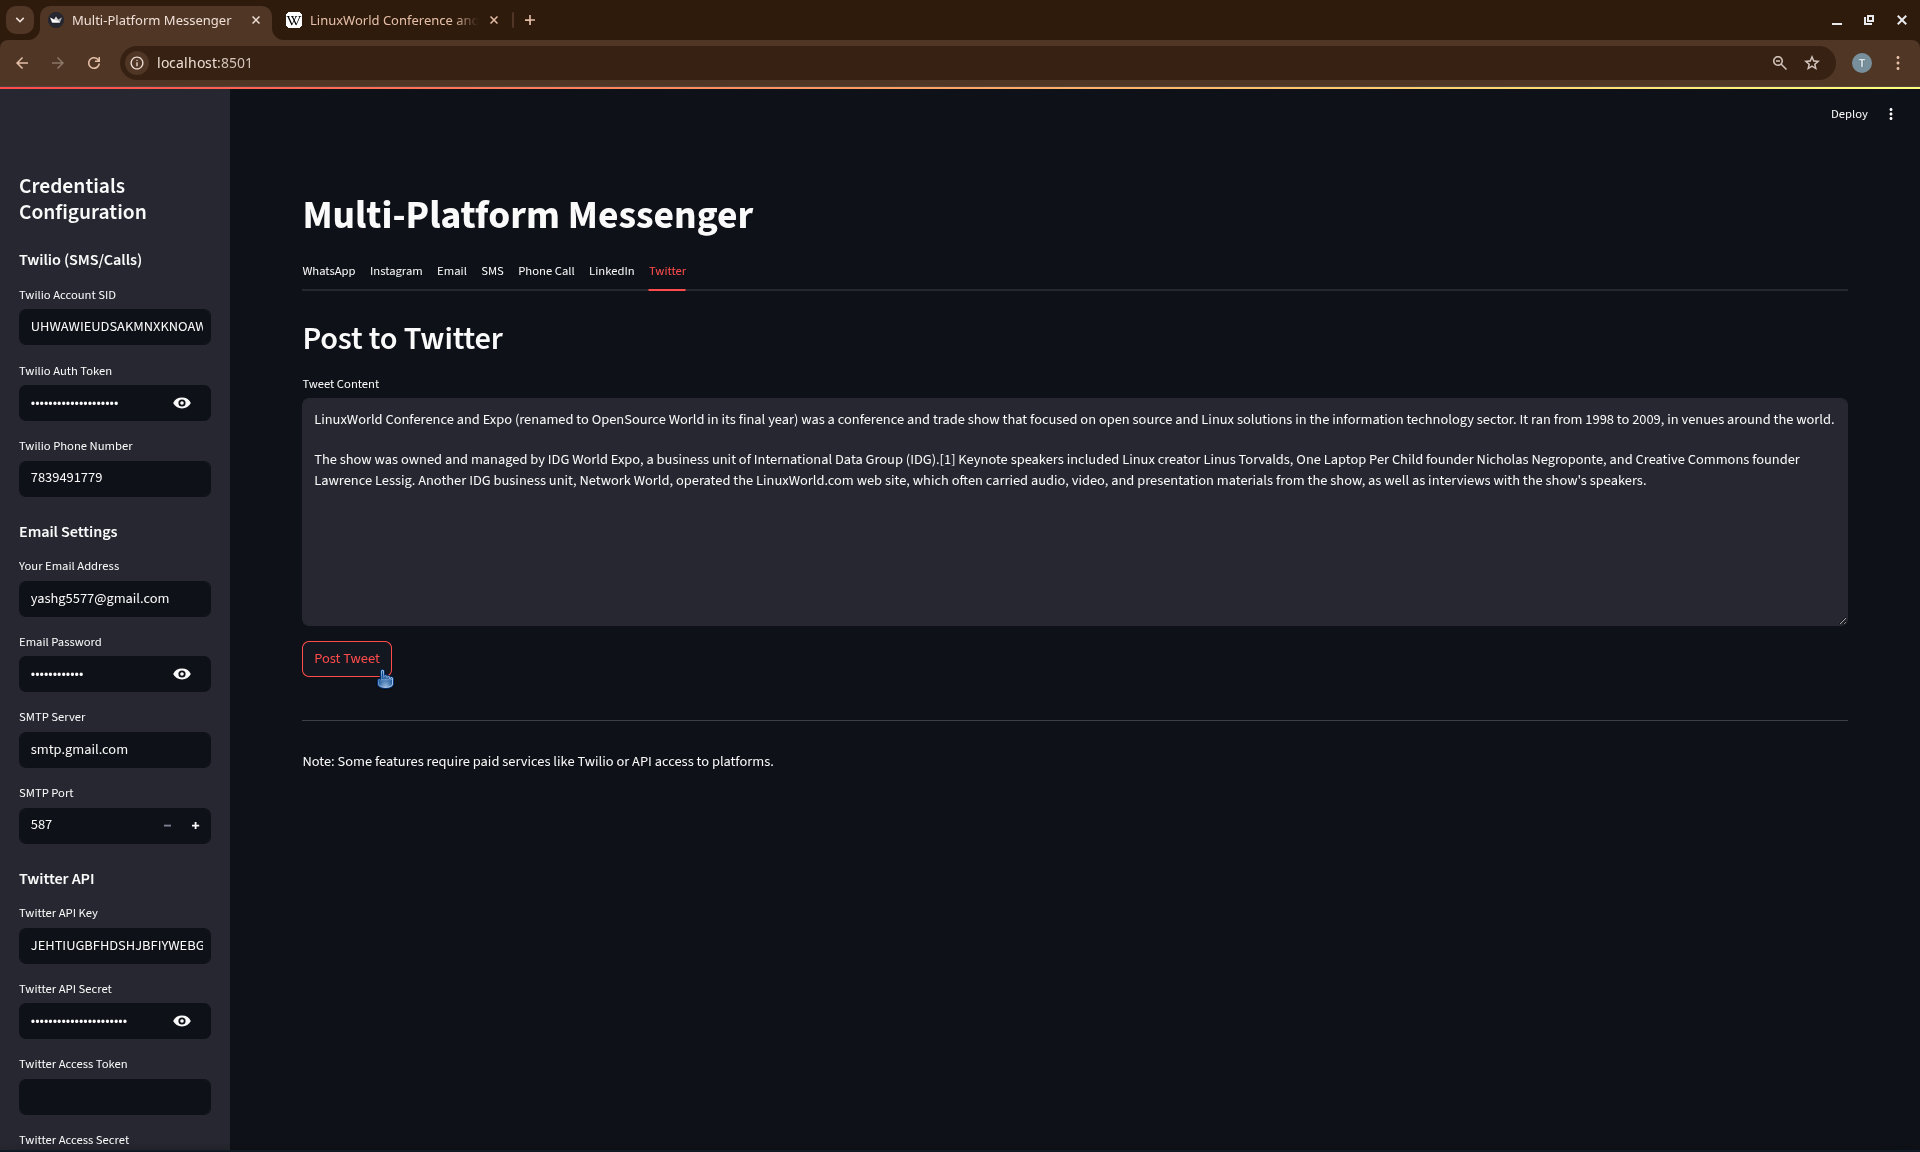 Multi-Platform Messenger
LinuxWorld Conference an
localhost:8501
T
Deploy
Credentials
Configuration
Twilio (SMS/Calls)
Twilio Account SID
UHWAWIEUDSAKMNXKNOAW
Twilio Auth Token
••••••••••••••••••••
Twilio Phone Number
7839491779
Email Settings
Your Email Address
yashg5577@gmail.com
Email Password
••••••••••••
SMTP Server
smtp.gmail.com
SMTP Port
587
Twitter API
Twitter API Key
JEHTIUGBFHDSHJBFIYWEBG
Twitter API Secret
••••••••••••••••••••••
Twitter Access Token
Twitter Access Secret
Multi-Platform Messenger
WhatsApp Instagram Email SMS Phone Call LinkedIn Twitter
Post to Twitter
Tweet Content
LinuxWorld Conference and Expo (renamed to OpenSource World in its final year) was a conference and trade show that focused on open source and Linux solutions in the information technology sector. It ran from 1998 to 2009, in venues around the world.
The show was owned and managed by IDG World Expo, a business unit of International Data Group (IDG).[1] Keynote speakers included Linux creator Linus Torvalds, One Laptop Per Child founder Nicholas Negroponte, and Creative Commons founder
Lawrence Lessig. Another IDG business unit, Network World, operated the LinuxWorld.com web site, which often carried audio, video, and presentation materials from the show, as well as interviews with the show's speakers.
Post Tweet
Note: Some features require paid services like Twilio or API access to platforms.